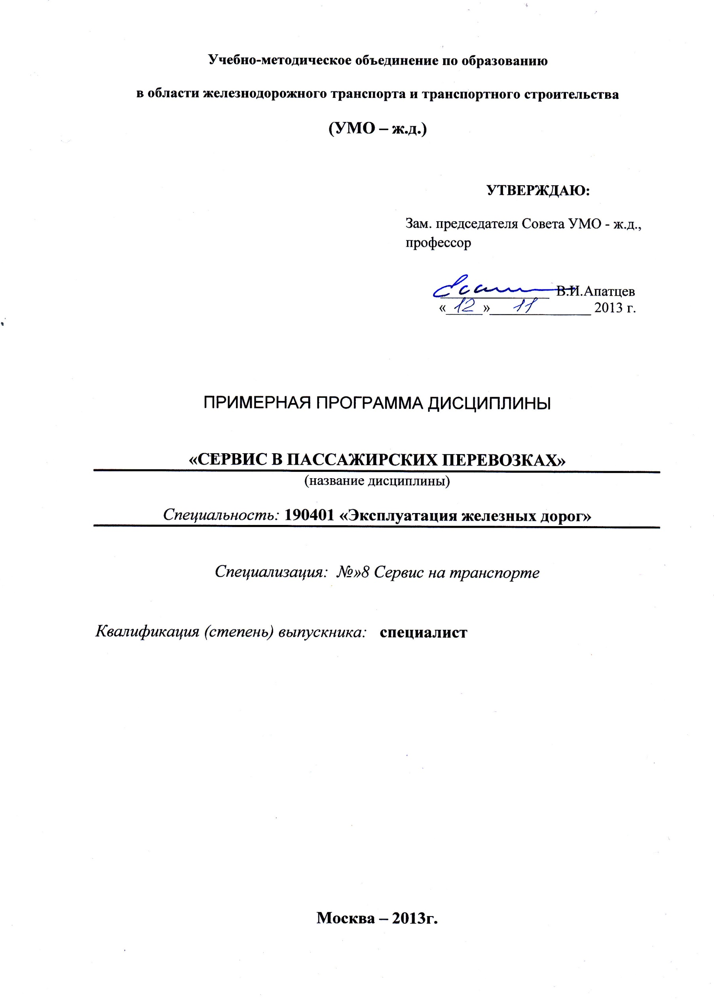 Учебно-методическое объединение по образованию
в области железнодорожного транспорта и транспортного строительства
(УМО – ж.д.)
УТВЕРЖДАЮ:
Зам. председателя Совета УМО - ж.д.,
профессор
В.И.Апатцев
«12» 11 2013 г.
ПРИМЕРНАЯ ПРОГРАММА ДИСЦИПЛИНЫ
«СЕРВИС В ПАССАЖИРСКИХ ПЕРЕВОЗКАХ»
(название дисциплины)
Специальность: 190401 «Эксплуатация железных дорог»
Специализация: №»8 Сервис на транспорте
Квалификация (степень) выпускника: специалист
Москва – 2013г.